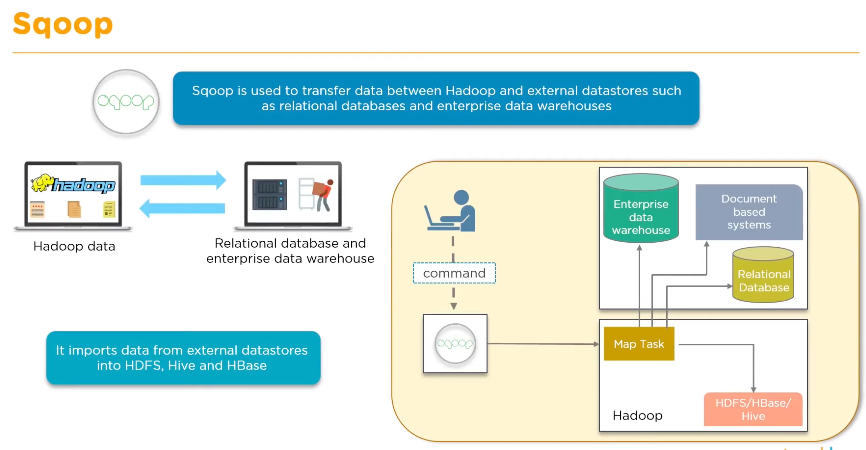 Sqoop
sqoop
Sqoop is used to transfer data between Hadoop and external datastores such
as relational databases and enterprise data warehouses
hadoop
Hadoop data
Relational database and
enterprise data warehouse
It imports data from external datastores
into HDFS, Hive and HBase
command
sqoop
Enterprise
data
warehouse
Document
based
systems
Relational
Database
Map Task
HDFS/HBase/
Hive
Hadoop